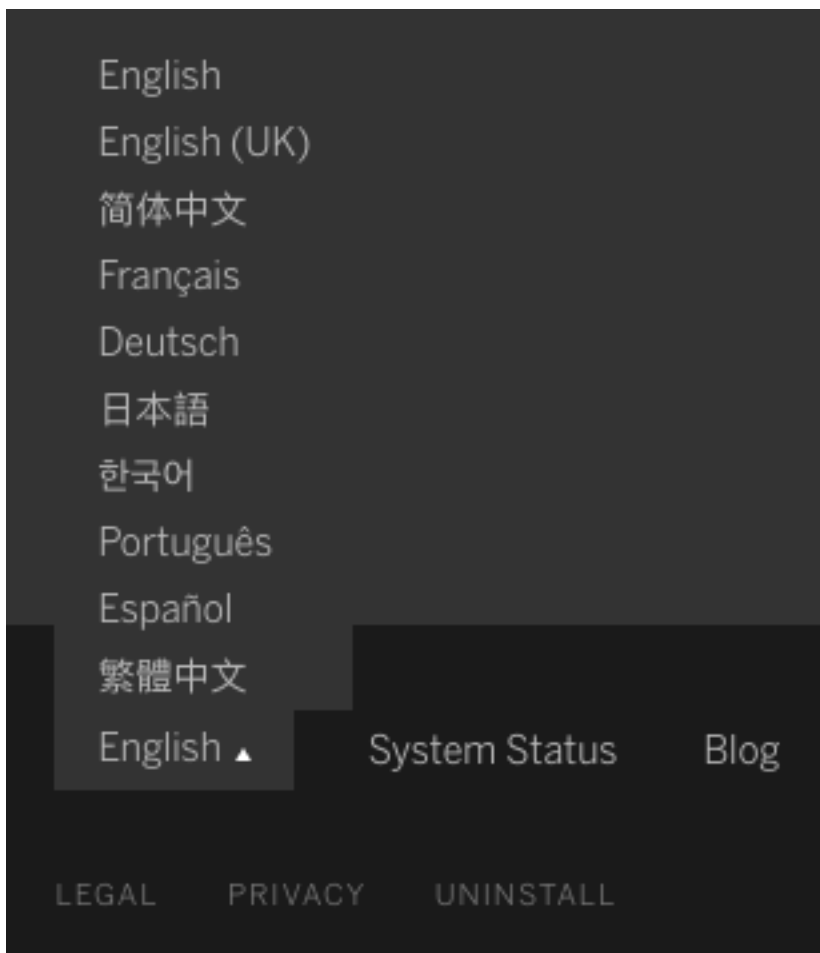 English
English (UK)
简体中文
Français
Deutsch
日本語
한국어
Português
Español
繁體中文
English ▲ System Status Blog
LEGAL PRIVACY UNINSTALL